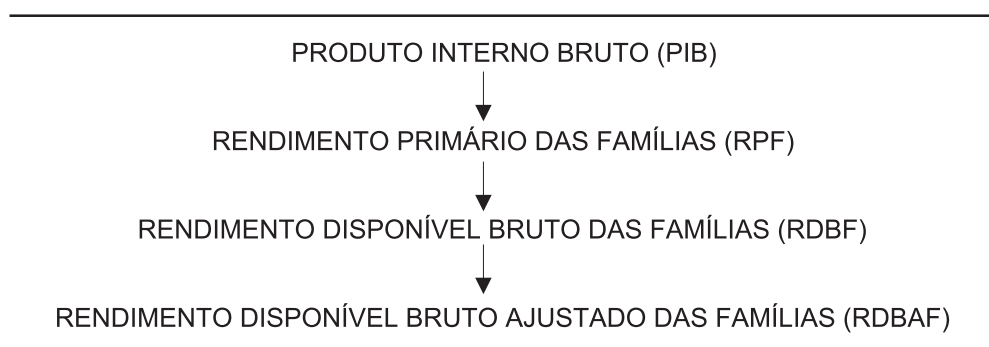 PRODUTO INTERNO BRUTO (PIB)
RENDIMENTO PRIMÁRIO DAS FAMÍLIAS (RPF)
RENDIMENTO DISPONÍVEL BRUTO DAS FAMÍLIAS (RDBF)
RENDIMENTO DISPONÍVEL BRUTO AJUSTADO DAS FAMÍLIAS (RDBAF)